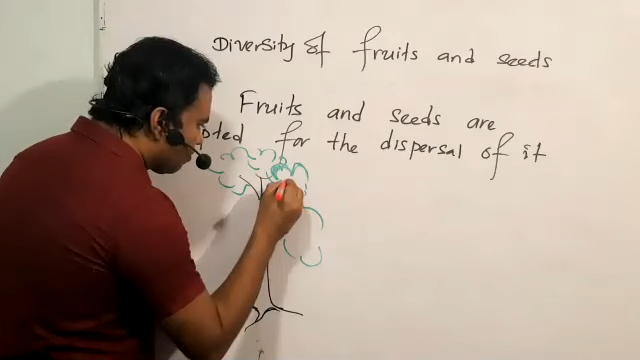 Diversity of fruits and seeds
Fruits and seeds are
for the dispersal of it